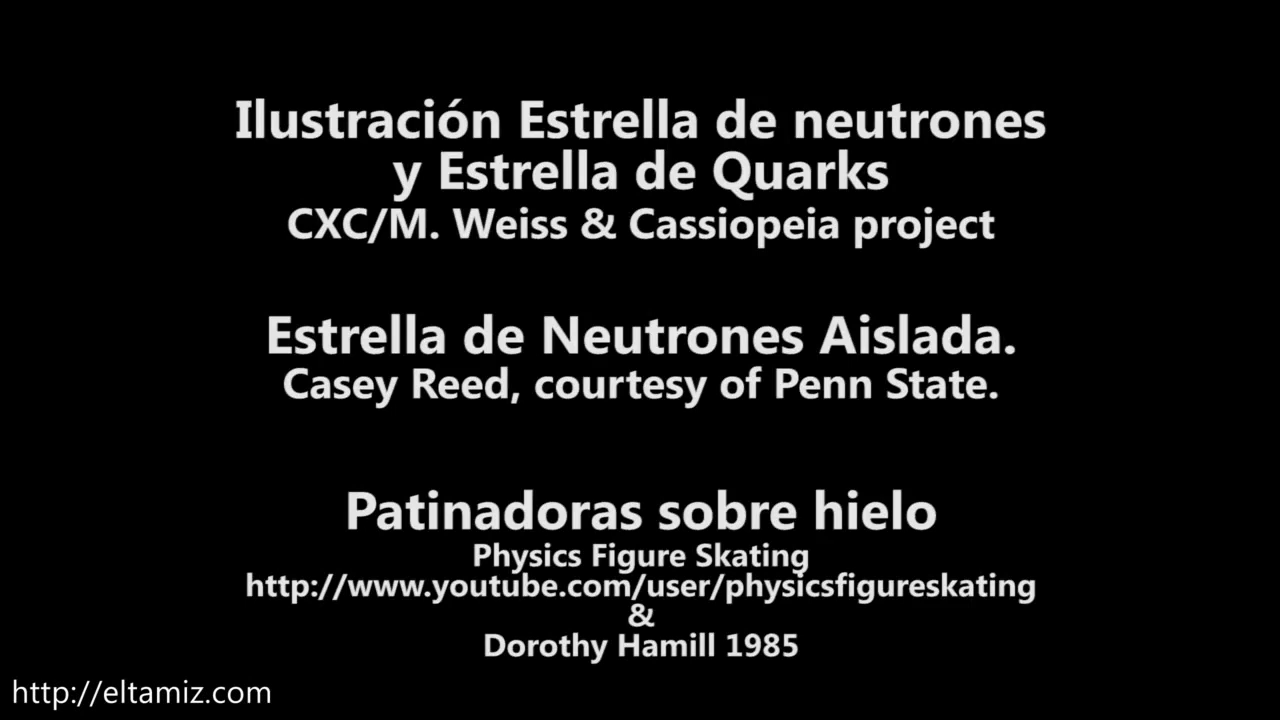 Ilustración Estrella de neutrones
y Estrella de Quarks
CXC/M. Weiss & Cassiopeia project
Estrella de Neutrones Aislada.
Casey Reed, courtesy of Penn State.
Patinadoras sobre hielo
Physics Figure Skating
http://www.youtube.com/user/physicsfigureskating
&
Dorothy Hamill 1985
http://eltamiz.com